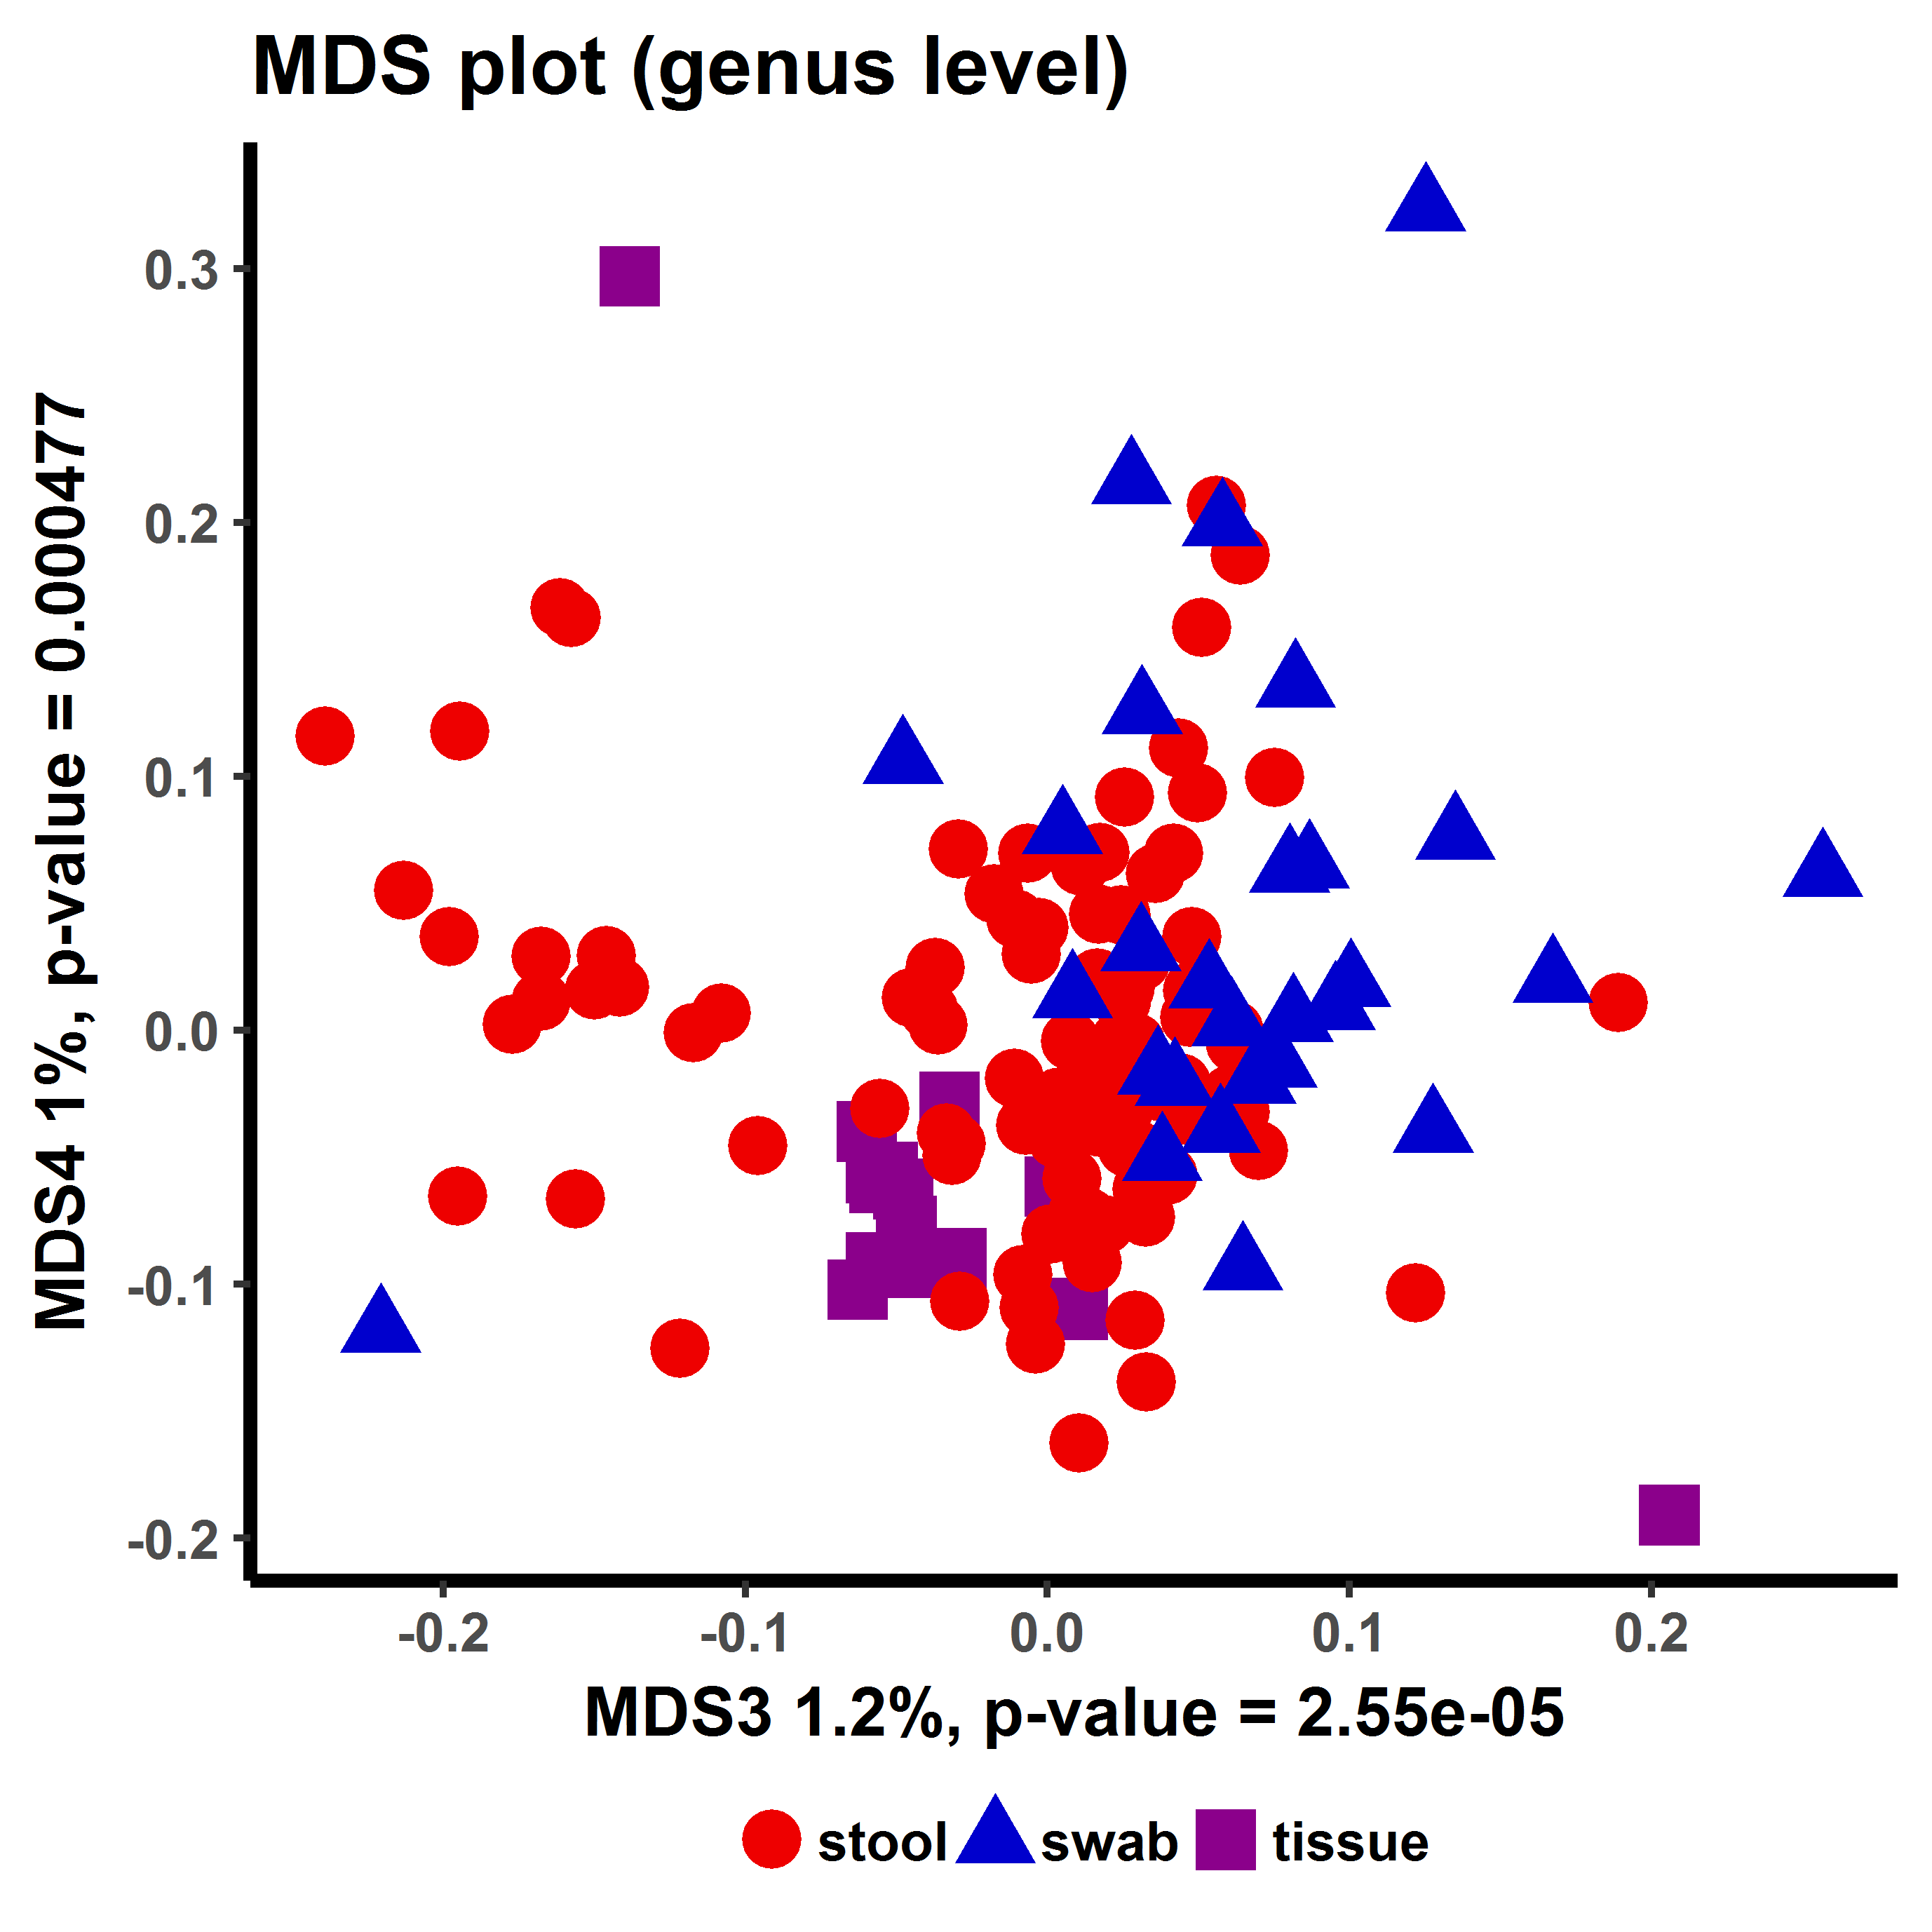 MDS plot (genus level)
MDS4 1%, p-value = 0.000477
0.3
0.2
0.1
0.0
-0.1
-0.2
-0.2 -0.1 0.0 0.1 0.2
MDS3 1.2%, p-value = 2.55e-05
stool swab tissue